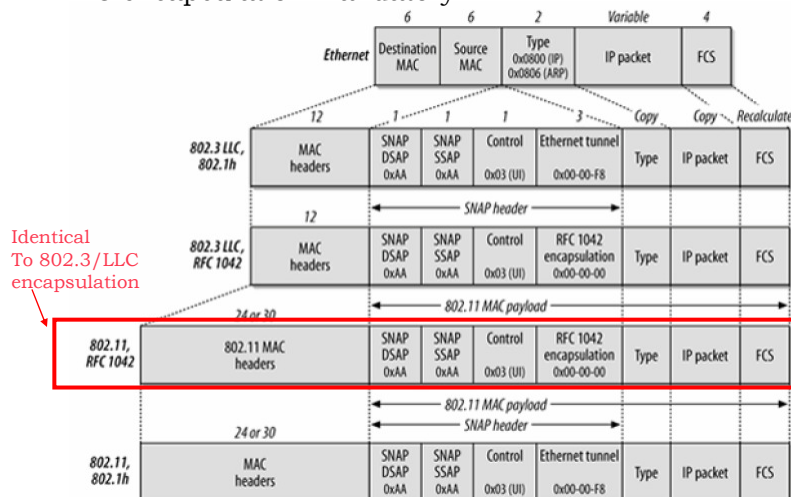 6 6 2 Variable 4
Ethernet
Destination MAC
Source MAC
Type
0x0800 (IP)
0x0806 (ARP)
IP packet
FCS
12 1 1 1 3 Copy Copy Recalculate
802.3 LLC,
802.1h
MAC
headers
SNAP
DSAP
0xAA
SNAP
SSAP
0xAA
Control
0x03 (UI)
Ethernet tunnel
0x00-00-F8
Type
IP packet
FCS
SNAP header
12
802.3 LLC,
RFC 1042
MAC
headers
SNAP
DSAP
0xAA
SNAP
SSAP
0xAA
Control
0x03 (UI)
RFC 1042
encapsulation
0x00-00-00
Type
IP packet
FCS
Identical
To 802.3/LLC
encapsulation
802.11 MAC payload
24 or 30
802.11,
RFC 1042
802.11 MAC
headers
SNAP
DSAP
0xAA
SNAP
SSAP
0xAA
Control
0x03 (UI)
RFC 1042
encapsulation
0x00-00-00
Type
IP packet
FCS
802.11 MAC payload
SNAP header
24 or 30
802.11,
802.1h
MAC
headers
SNAP
DSAP
0xAA
SNAP
SSAP
0xAA
Control
0x03 (UI)
Ethernet tunnel
0x00-00-F8
Type
IP packet
FCS